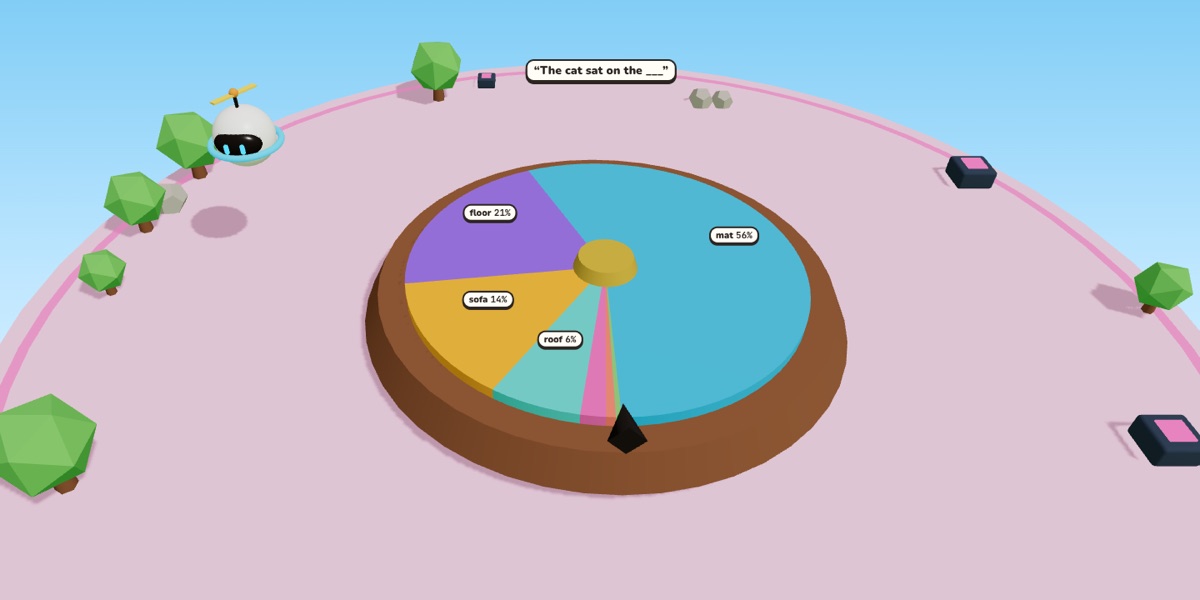 “The cat sat on the ___”
floor 21%
mat 56%
sofa 14%
roof 6%